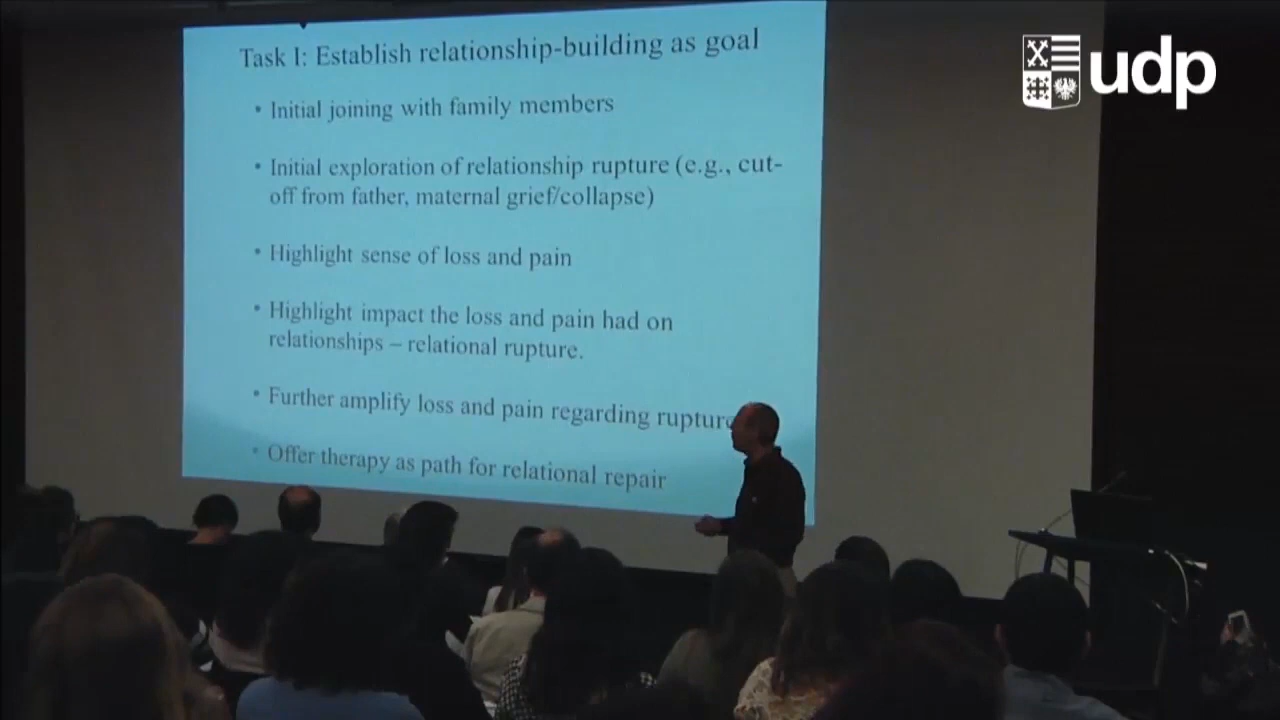 Task I: Establish relationship-building as goal
• Initial joining with family members
• Initial exploration of relationship rupture (e.g., cut-
off from father, maternal grief/collapse)
• Highlight sense of loss and pain
• Highlight impact the loss and pain had on
relationships – relational rupture.
• Further amplify loss and pain regarding rupture
• Offer therapy as path for relational repair
udp